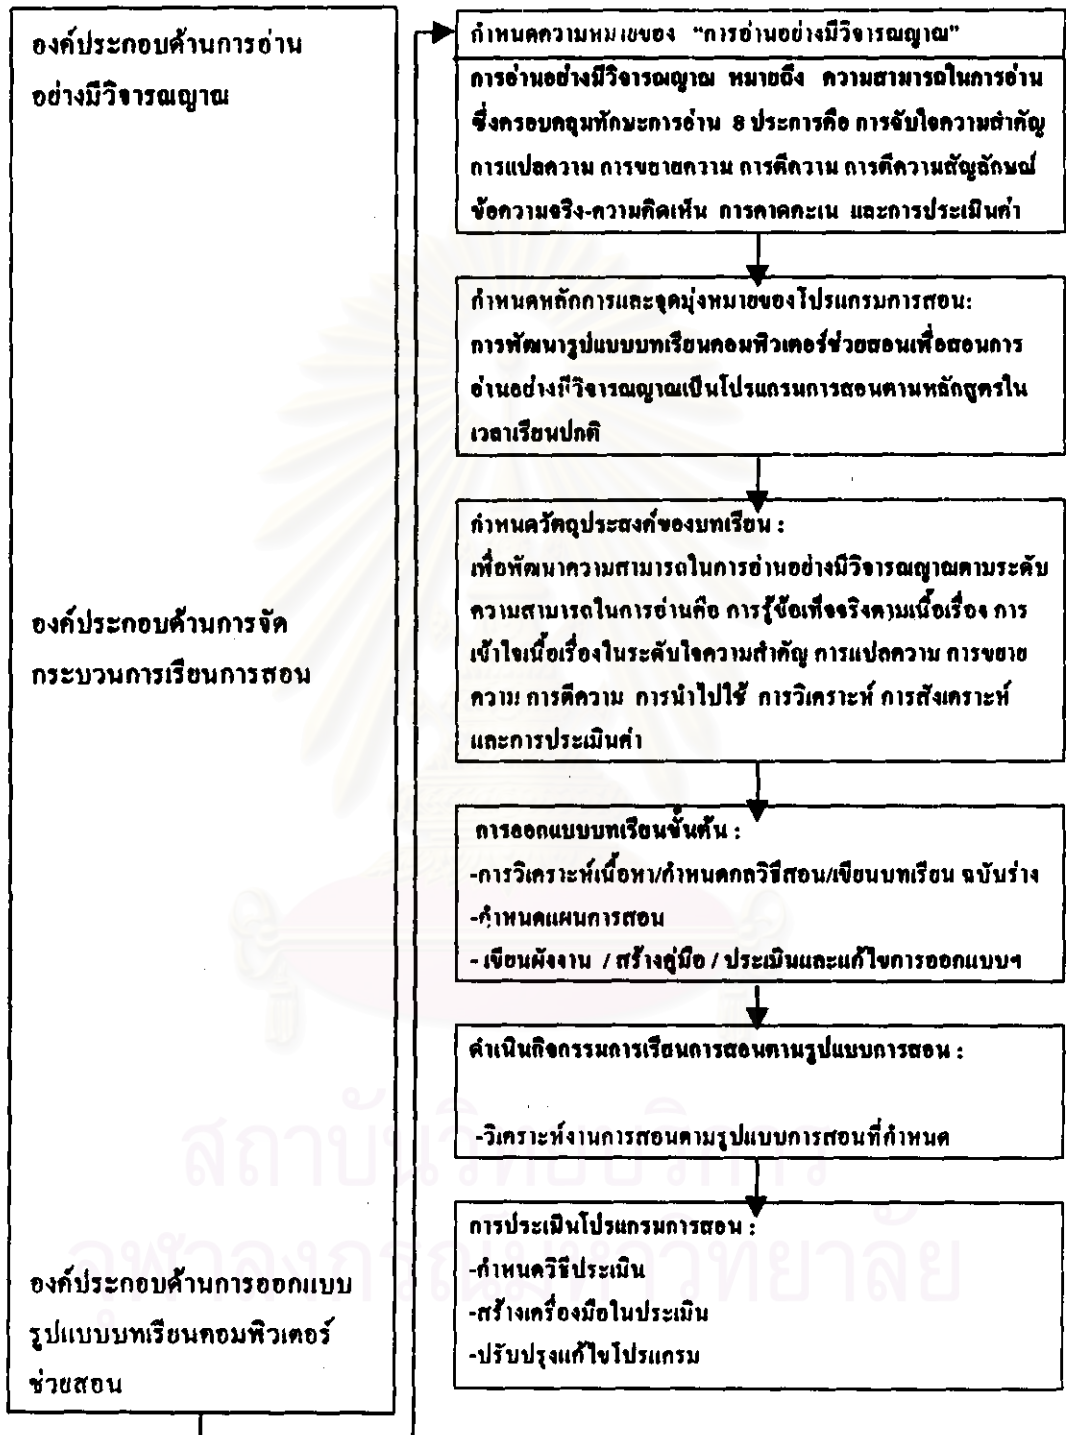 องค์ประกอบด้านการอ่าน
อย่างมีวิจารณญาณ
องค์ประกอบด้านการจัด
กระบวนการเรียนการสอน
องค์ประกอบด้านการออกแบบ
รูปแบบบทเรียนคอมพิวเตอร์
ช่วยสอน
กำหนดความหมายของ "การอ่านอย่างมีวิจารณญาณ"
การอ่านอย่างมีวิจารณญาณ หมายถึง ความสามารถในการอ่าน
ซึ่งครอบคลุมทักษะการอ่าน 8 ประการคือ การจับใจความสำคัญ
การแปลความ การขยายความ การตีความ การตีความสัญลักษณ์
ข้อความจริง-ความคิดเห็น การคาดคะเน และการประเมินค่า
กำหนดหลักการและจุดมุ่งหมายของโปรแกรมการสอน:
การพัฒนารูปแบบบทเรียนคอมพิวเตอร์ช่วยสอนเพื่อสอนการ
อ่านอย่างมีวิจารณญาณเป็นโปรแกรมการสอนตามหลักสูตรใน
เวลาเรียนปกติ
กำหนดวัตถุประสงค์ของบทเรียน :
เพื่อพัฒนาความสามารถในการอ่านอย่างมีวิจารณญาณตามระดับ
ความสามารถในการอ่านคือ การรู้ข้อเท็จจริงตามเนื้อเรื่อง การ
เข้าใจเนื้อเรื่องในระดับใจความสำคัญ การแปลความ การขยาย
ความ การตีความ การนำไปใช้ การวิเคราะห์ การสังเคราะห์
และการประเมินค่า
การออกแบบบทเรียนขั้นต้น :
-การวิเคราะห์เนื้อหา/กำหนดกลวิธีสอน/เขียนบทเรียน ฉบับร่าง
-กำหนดแผนการสอน
- เขียนผังงาน / สร้างคู่มือ / ประเมินและแก้ไขการออกแบบฯ
ดำเนินกิจกรรมการเรียนการสอนตามรูปแบบการสอน :
-วิเคราะห์งานการสอนตามรูปแบบการสอนที่กำหนด
การประเมินโปรแกรมการสอน :
-กำหนดวิธีประเมิน
-สร้างเครื่องมือในประเมิน
-ปรับปรุงแก้ไขโปรแกรม
สถาบันวิทยบริการ
จุฬาลงกรณ์มหาวิทยาลัย